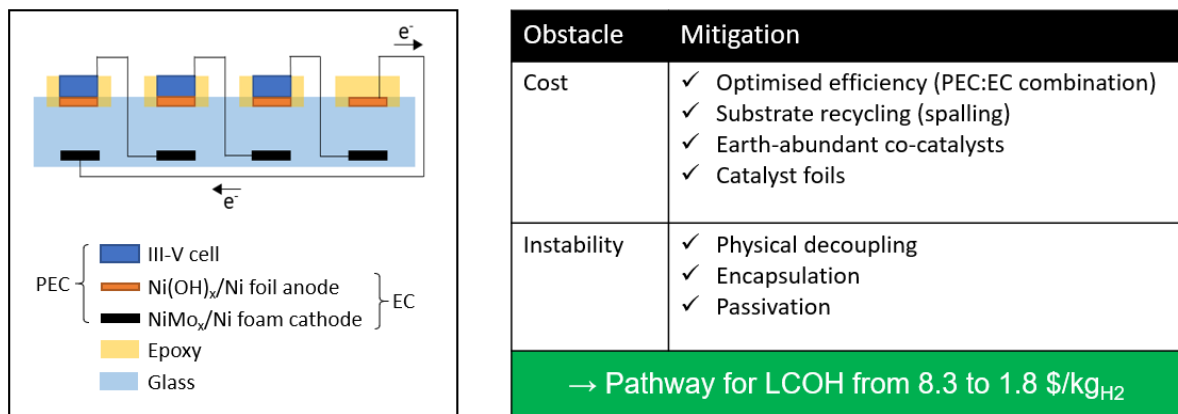 e-
e-
PEC
III-V cell
Ni(OH)x/Ni foil anode
NiMox/Ni foam cathode
EC
Epoxy
Glass
Obstacle Mitigation
Cost ✓ Optimised efficiency (PEC:EC combination)
✓ Substrate recycling (spalling)
✓ Earth-abundant co-catalysts
✓ Catalyst foils
Instability ✓ Physical decoupling
✓ Encapsulation
✓ Passivation
→ Pathway for LCOH from 8.3 to 1.8 $/kgH2